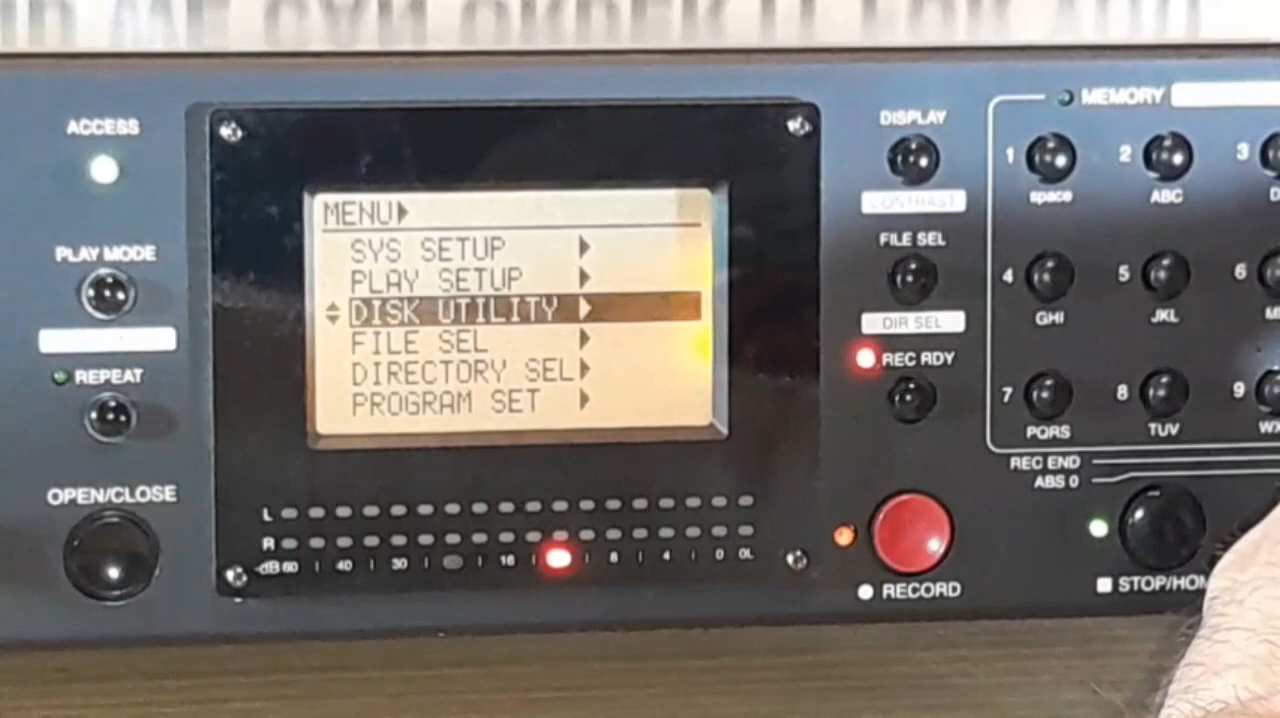 ACCESS
PLAY MODE
REPEAT
OPEN/CLOSE
MENU
SYS SETUP
PLAY SETUP
DISK UTILITY
FILE SEL
DIRECTORY SEL
PROGRAM SET
L
R
dB 60 | 40 | 30 | | 16 | | 8 | 4 | 0 OL
DISPLAY
CONTRAST
FILE SEL
DIR SEL
REC RDY
RECORD
MEMORY
1 2 3
space ABC
4 5 6
GHI JKL
7 8 9
PQRS TUV
REC END
ABS 0